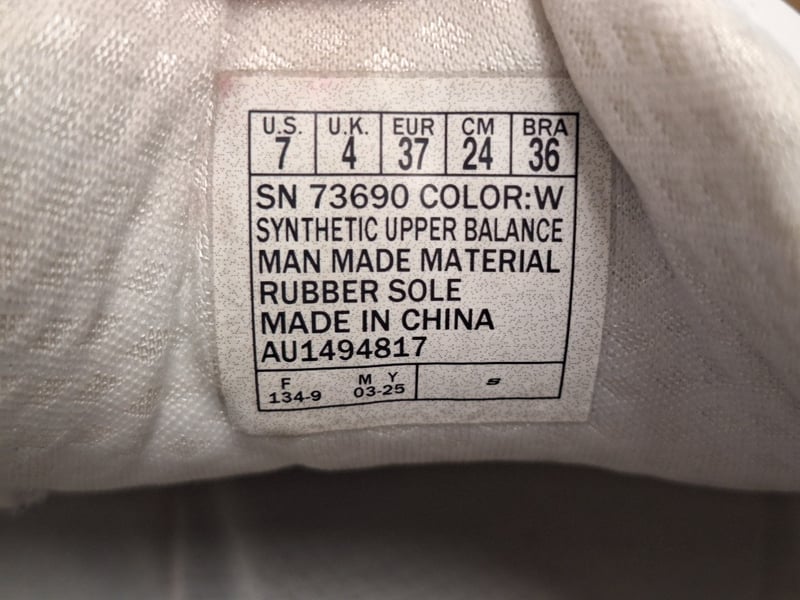 U.S. U.K. EUR CM BRA
7 4 37 24 36
SN 73690 COLOR:W
SYNTHETIC UPPER BALANCE
MAN MADE MATERIAL
RUBBER SOLE
MADE IN CHINA
AU1494817
F M Y
134-9 03-25
S